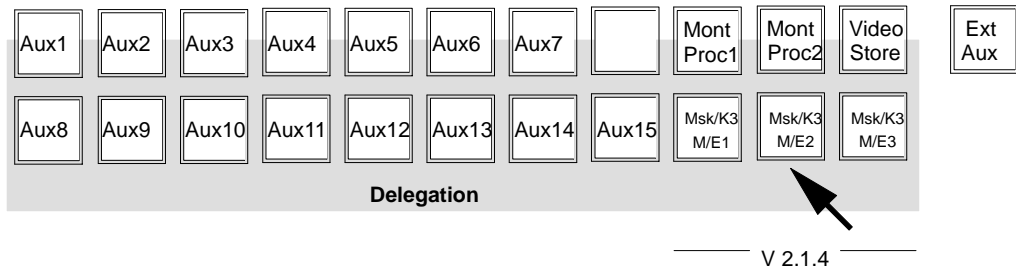 Aux1 Aux2 Aux3 Aux4 Aux5 Aux6 Aux7 Mont Proc1 Mont Proc2 Video Store Ext Aux
Aux8 Aux9 Aux10 Aux11 Aux12 Aux13 Aux14 Aux15 Msk/K3 M/E1 Msk/K3 M/E2 Msk/K3 M/E3
Delegation
V 2.1.4